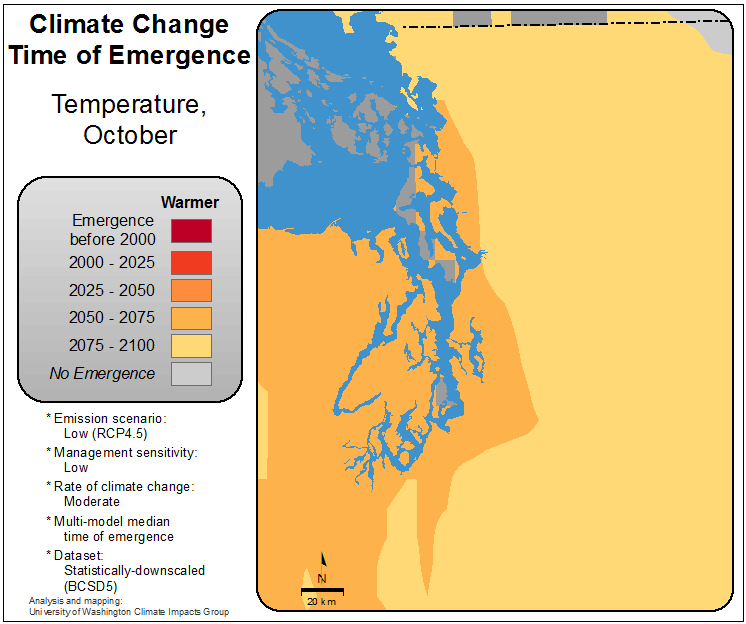 Climate Change
Time of Emergence
Temperature,
October
Warmer
Emergence
before 2000
2000 - 2025
2025 - 2050
2050 - 2075
2075 - 2100
No Emergence
* Emission scenario:
Low (RCP4.5)
* Management sensitivity:
Low
* Rate of climate change:
Moderate
* Multi-model median
time of emergence
* Dataset:
Statistically-downscaled
(BCSD5)
Analysis and mapping:
University of Washington Climate Impacts Group
N
20 km